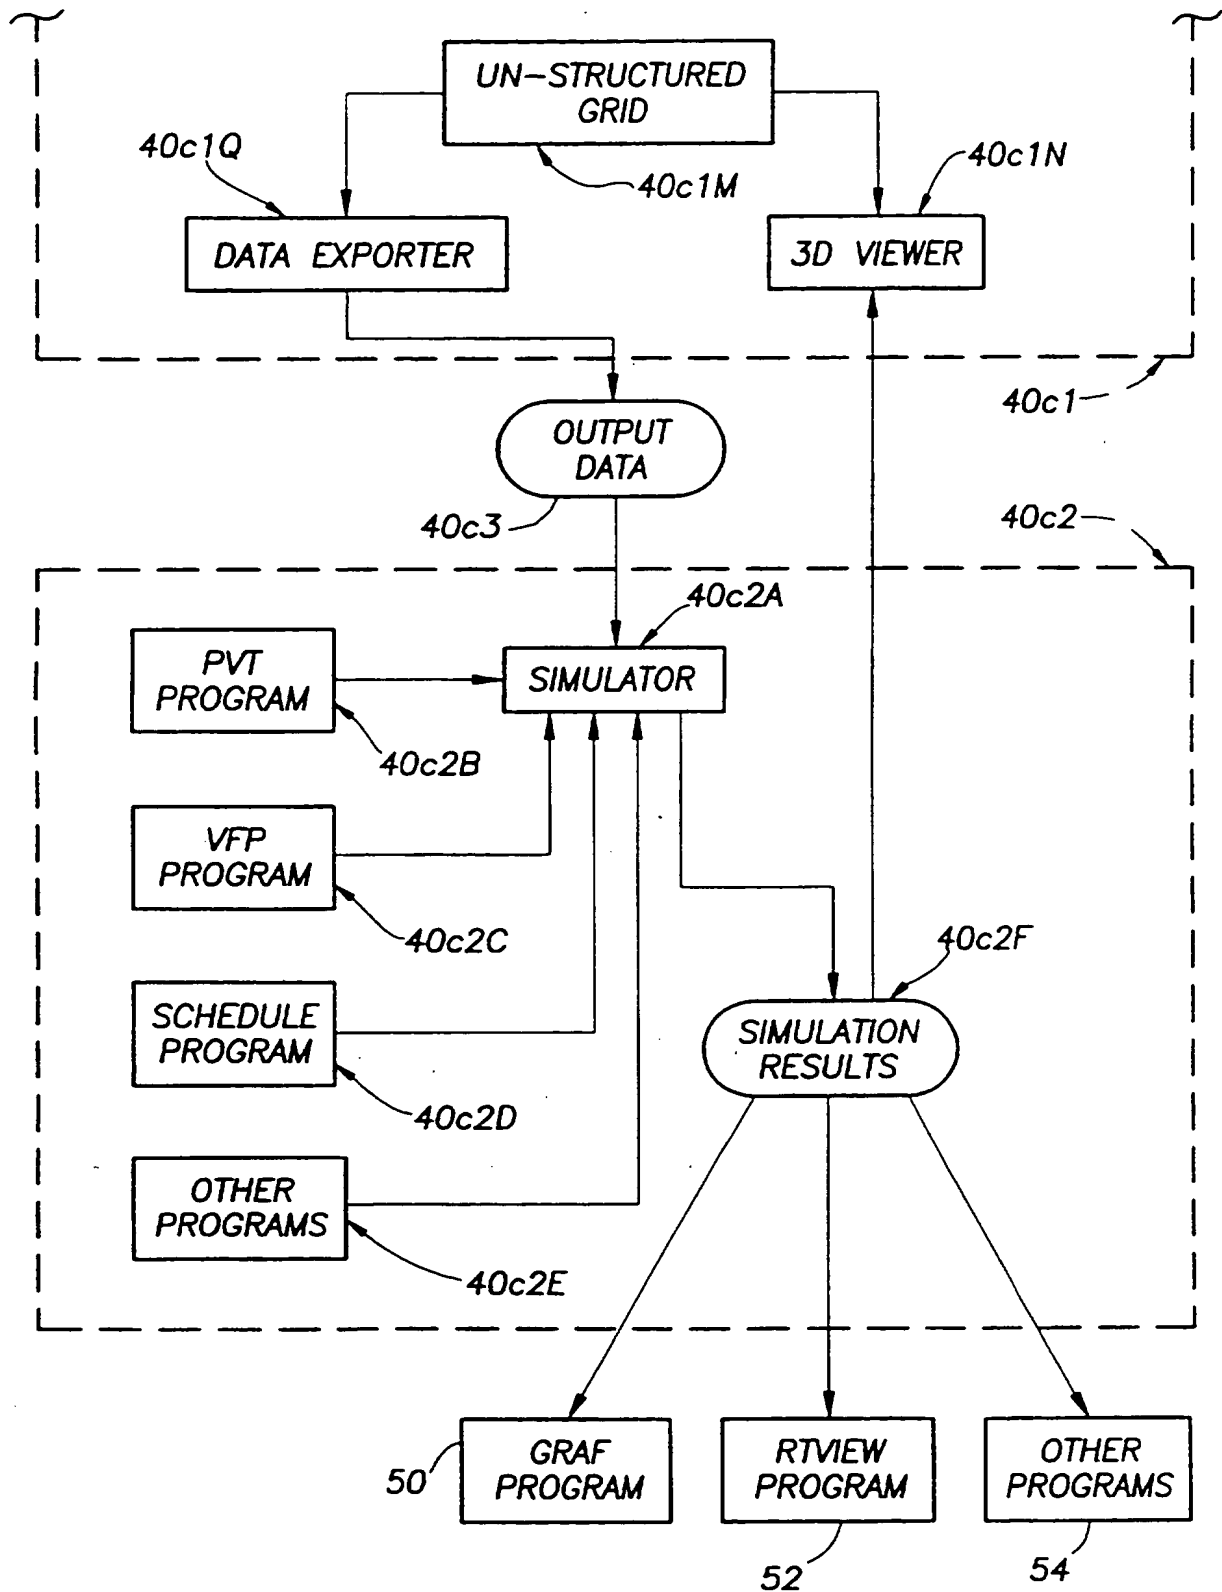 UN-STRUCTURED
GRID
40c1Q
40c1M
40c1N
DATA EXPORTER
3D VIEWER
40c1
OUTPUT
DATA
40c3
40c2
40c2A
PVT
PROGRAM
SIMULATOR
40c2B
VFP
PROGRAM
40c2C
40c2F
SCHEDULE
PROGRAM
SIMULATION
RESULTS
40c2D
OTHER
PROGRAMS
40c2E
GRAF
PROGRAM
RTVIEW
PROGRAM
OTHER
PROGRAMS
50
52
54